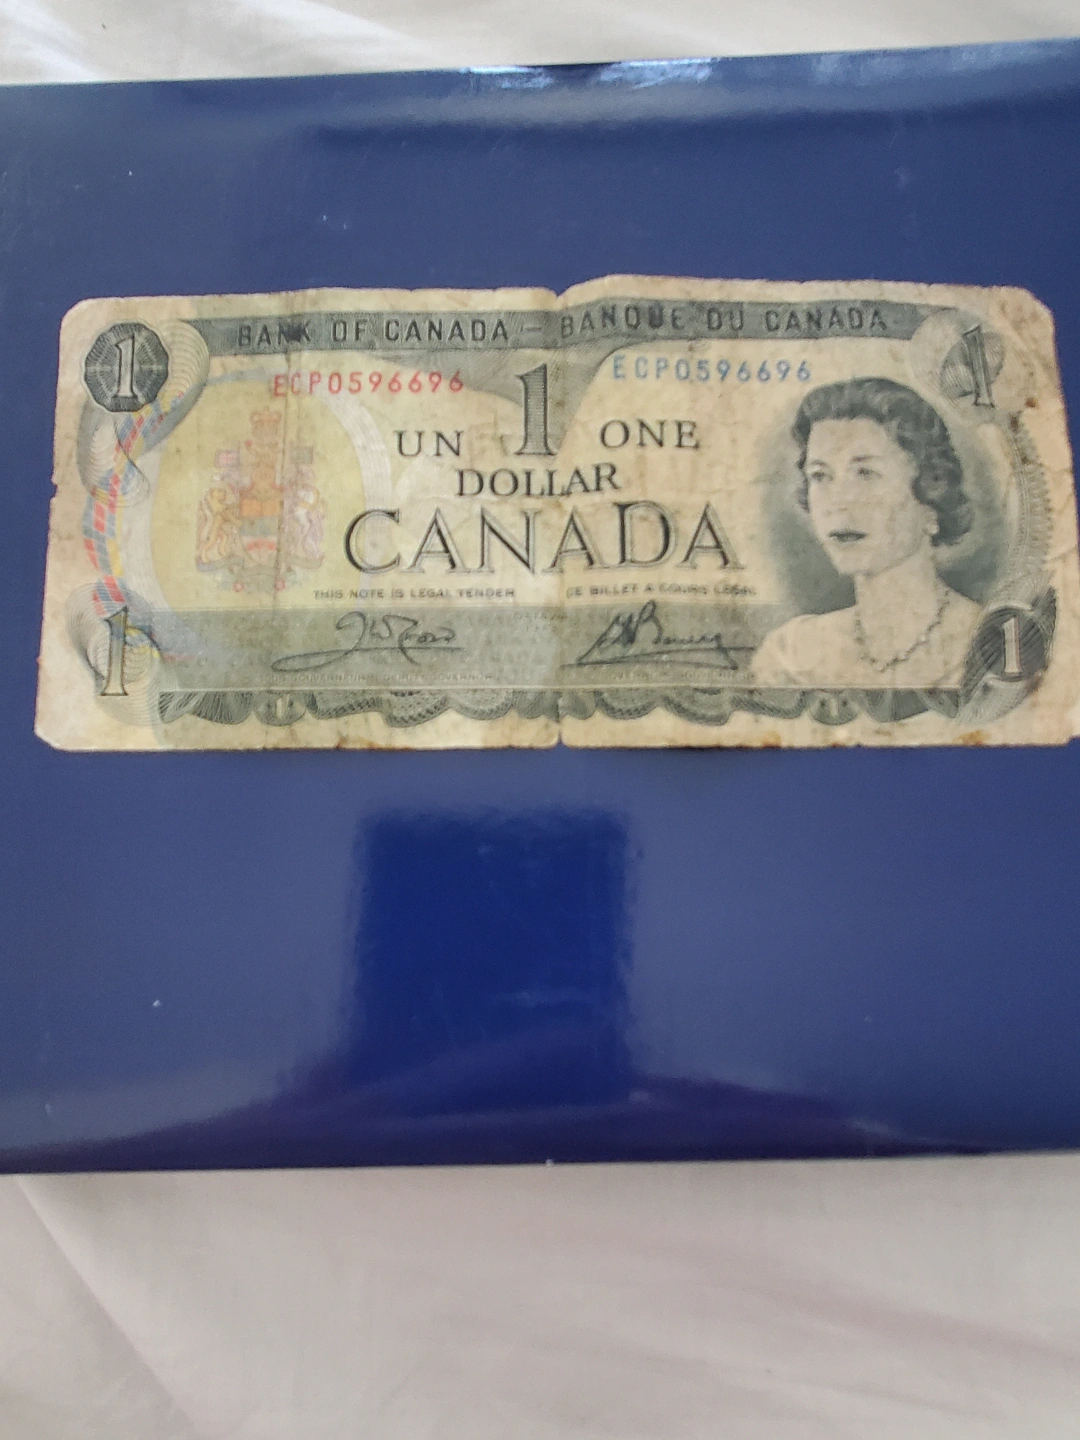 BANK OF CANADA – BANQUE DU CANADA
1 1
ECP0596696 ECP0596696
UN 1 ONE
DOLLAR
CANADA
THIS NOTE IS LEGAL TENDER CE BILLET A COURS LÉGAL
1 1
1 1